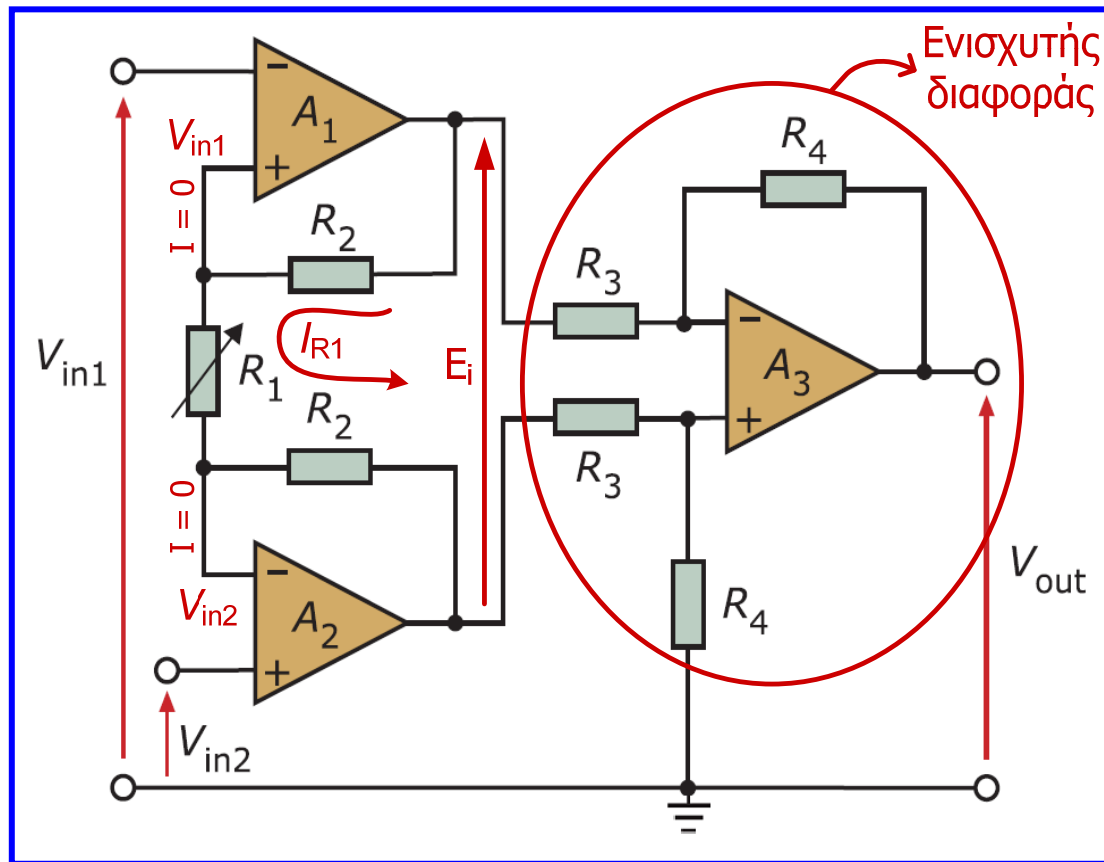 Ενισχυτής
διαφοράς
−
A1
Vin1
+
I = 0
R2
R4
R3
IR1
Vin1
R1
Ei
−
A3
R2
+
R3
I = 0
−
Vin2
A2
R4
Vout
+
Vin2